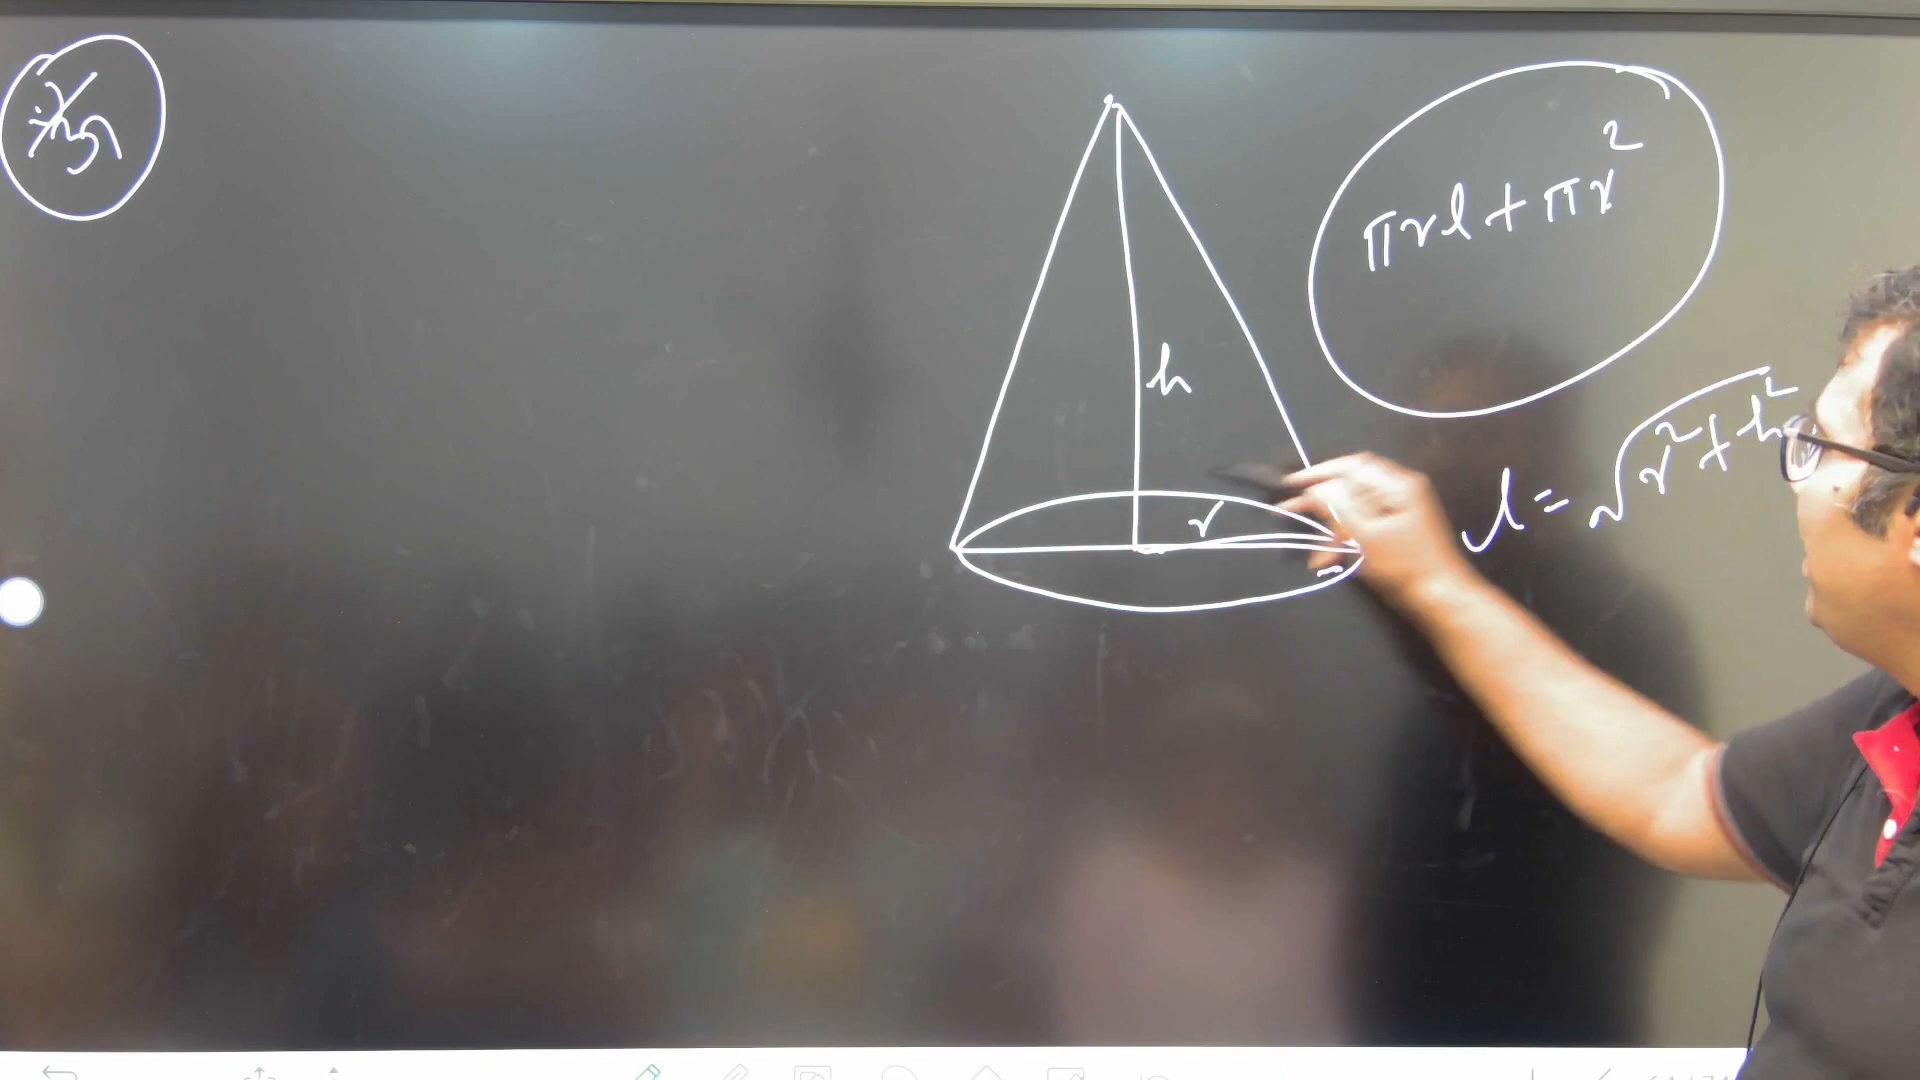 πrl + πr²
h
l = √r² + h²
r